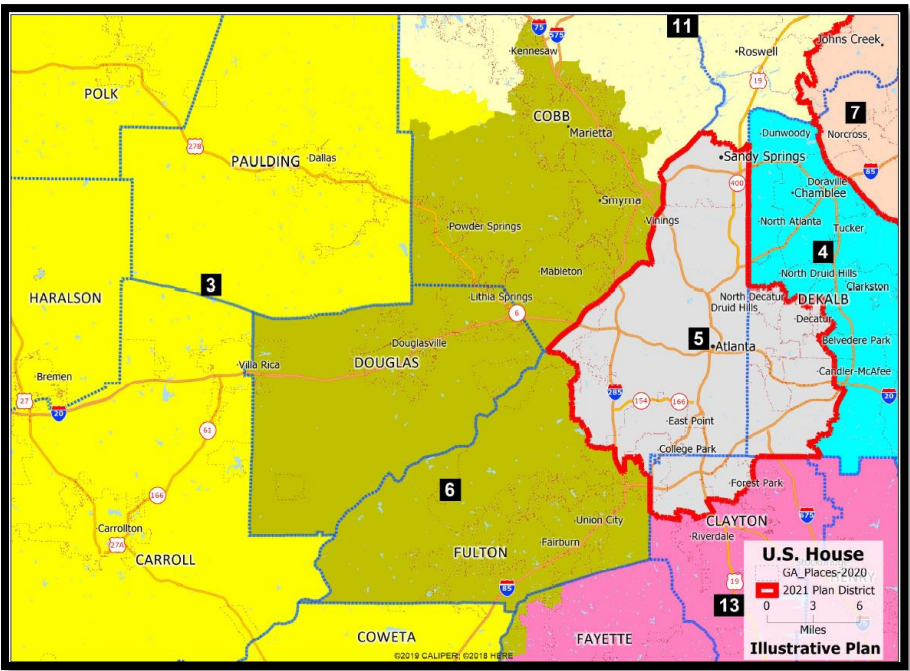 11
75
575
Kennesaw
Roswell
Johns Creek
19
POLK
COBB
Marietta
7
Dunwoody
Norcross
278
PAULDING
Dallas
Sandy Springs
85
400
Doraville
Chamblee
Smyrna
Vinings
North Atlanta
Tucker
Powder Springs
4
Mableton
North Druid Hills
3
Clarkston
HARALSON
Lithia Springs
North Decatur
DEKALB
Druid Hills
6
Decatur
5
Atlanta
Belvedere Park
Douglasville
DOUGLAS
Villa Rica
Bremen
Candler-McAfee
27
20
285
154
166
20
61
East Point
College Park
6
Forest Park
166
Union City
575
CLAYTON
Carrollton
27A
Riverdale
Fairburn
CARROLL
FULTON
85
19
13
COWETA
FAYETTE
U.S. House
GA_Places-2020
HENRY
2021 Plan District
0 3 6
Miles
Illustrative Plan
©2019 CALIPER; ©2018 HERE